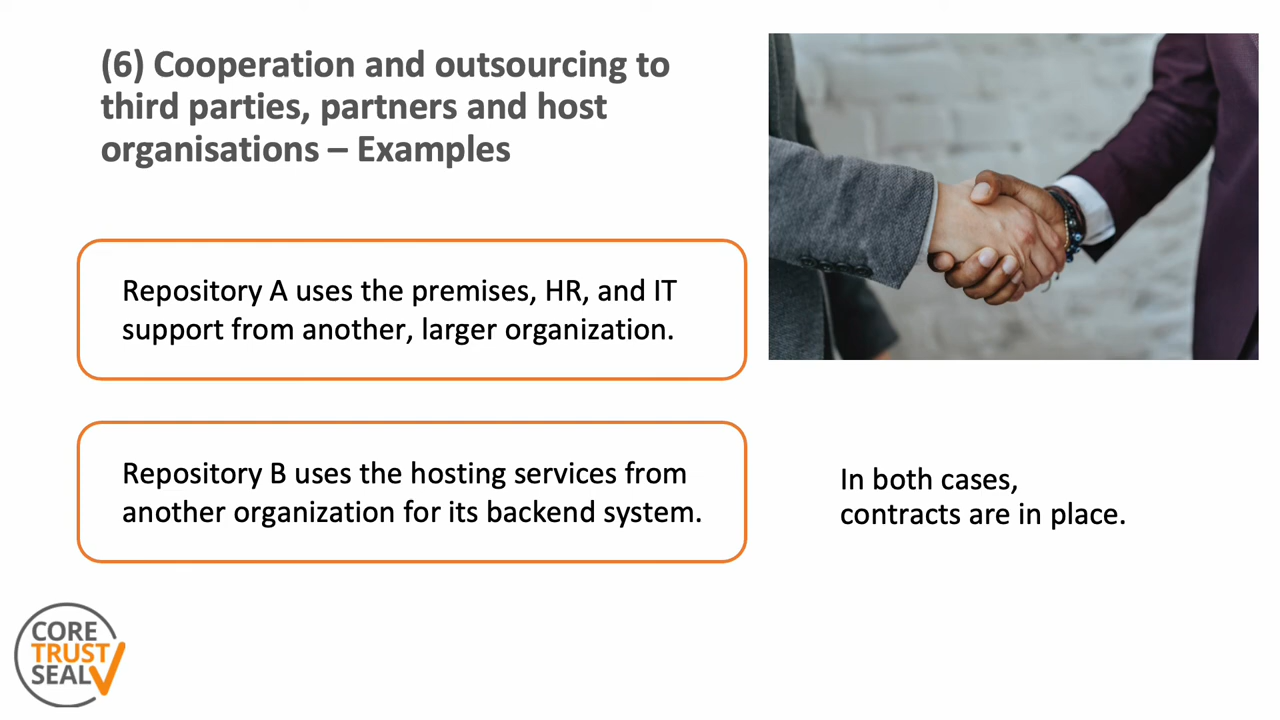 (6) Cooperation and outsourcing to
third parties, partners and host
organisations – Examples
Repository A uses the premises, HR, and IT
support from another, larger organization.
Repository B uses the hosting services from
another organization for its backend system.
In both cases,
contracts are in place.
CORE
TRUST
SEAL